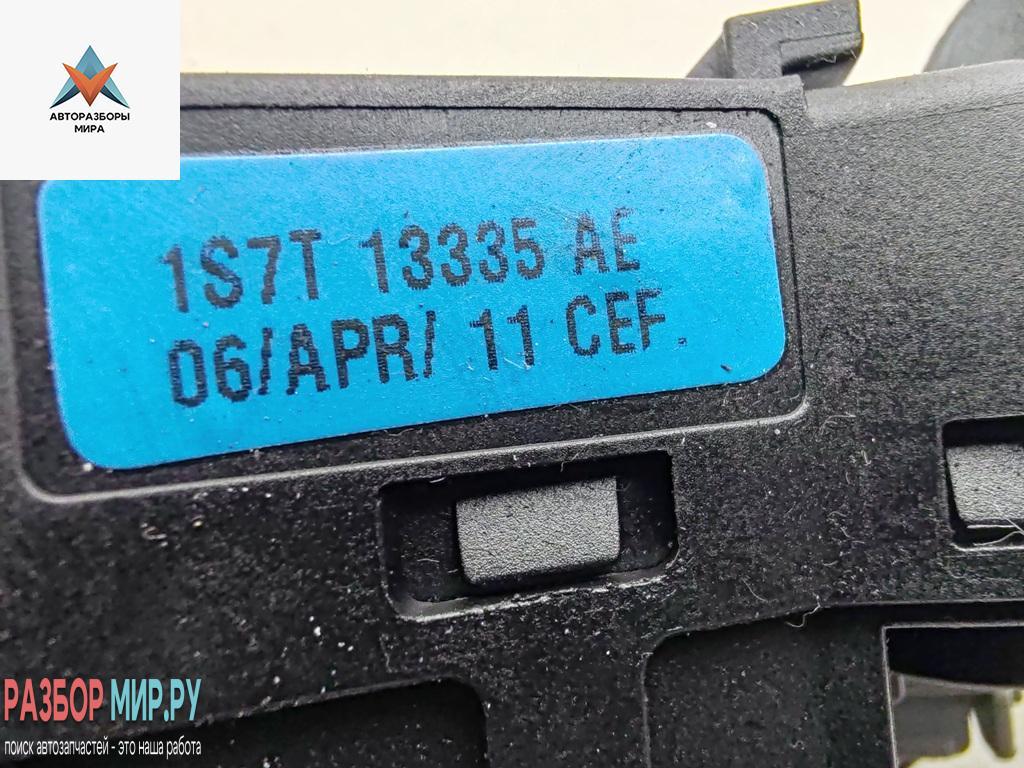 АВТОРАЗБОРЫ
МИРА
1S7T 13335 AE
06/APR/ 11 CEF.
РАЗБОР МИР.РУ
поиск автозапчастей - это наша работа